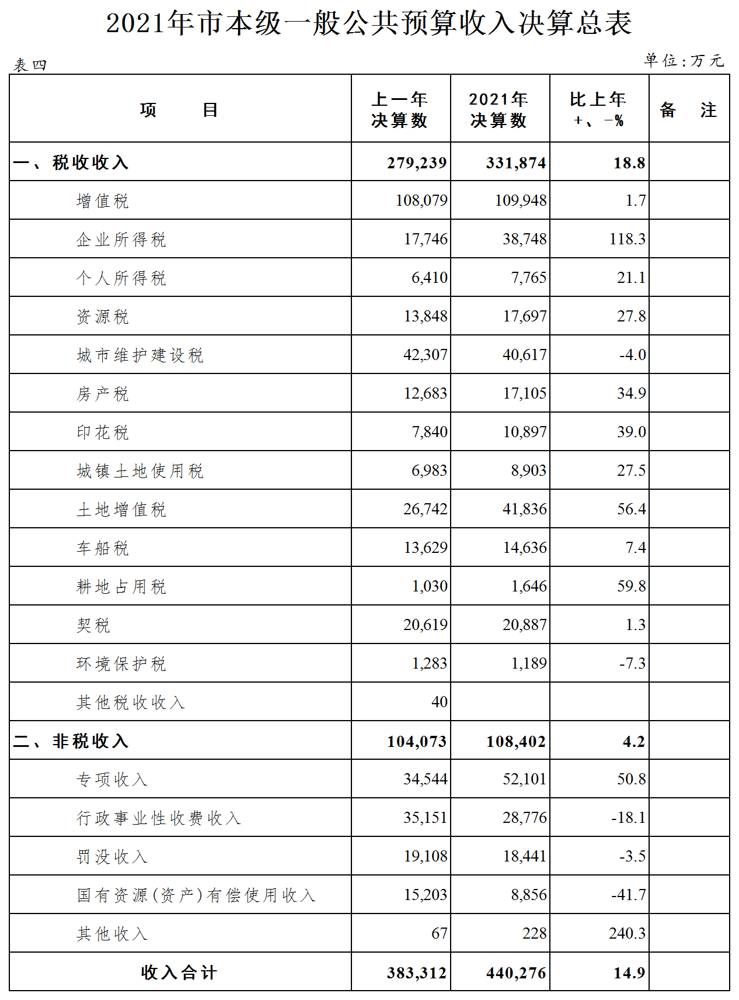 2021年市本级一般公共预算收入决算总表
表四 单位:万元
项 目 上一年决算数 2021年决算数 比上年+、-% 备 注
一、税收收入 279,239 331,874 18.8
增值税 108,079 109,948 1.7
企业所得税 17,746 38,748 118.3
个人所得税 6,410 7,765 21.1
资源税 13,848 17,697 27.8
城市维护建设税 42,307 40,617 -4.0
房产税 12,683 17,105 34.9
印花税 7,840 10,897 39.0
城镇土地使用税 6,983 8,903 27.5
土地增值税 26,742 41,836 56.4
车船税 13,629 14,636 7.4
耕地占用税 1,030 1,646 59.8
契税 20,619 20,887 1.3
环境保护税 1,283 1,189 -7.3
其他税收收入 40
二、非税收入 104,073 108,402 4.2
专项收入 34,544 52,101 50.8
行政事业性收费收入 35,151 28,776 -18.1
罚没收入 19,108 18,441 -3.5
国有资源(资产)有偿使用收入 15,203 8,856 -41.7
其他收入 67 228 240.3
收入合计 383,312 440,276 14.9